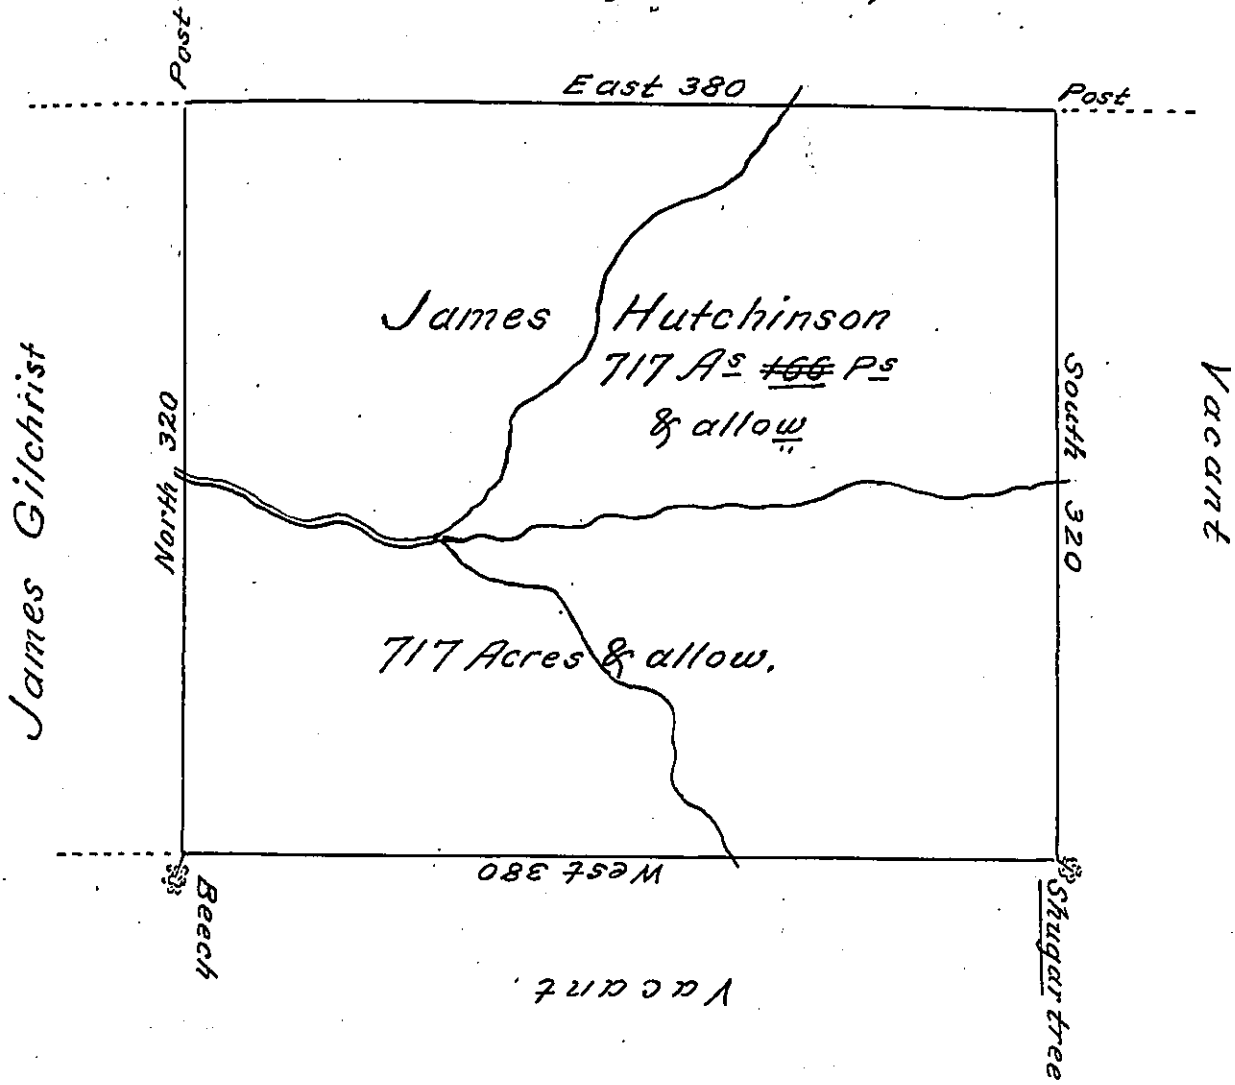 Post
East 380
Post
James Hutchinson
717 As 166 Ps
& allow
North 320
South 320
James Gilchrist
Vacant
717 Acres & allow.
West 380
Beech
Shugar tree
Vacant.